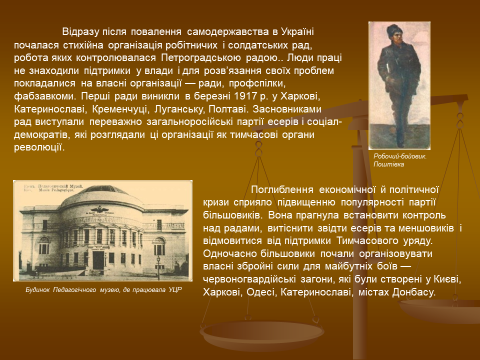 Відразу після повалення самодержавства в Україні
почалася стихійна організація робітничих і солдатських рад,
робота яких контролювалася Петроградською радою.. Люди праці
не знаходили підтримки у влади і для розв'язання своїх проблем
покладалися на власні організації — ради, профспілки,
фабзавкоми. Перші ради виникли в березні 1917 р. у Харкові,
Катеринославі, Кременчуці, Луганську, Полтаві. Засновниками
рад виступали переважно загальноросійські партії есерів і соціал-
демократів, які розглядали ці організації як тимчасові органи
революції.
Робочий-бойовик.
Поштівка
Поглиблення економічної й політичної
кризи сприяло підвищенню популярності партії
більшовиків. Вона прагнула встановити контроль
над радами, витіснити звідти есерів та меншовиків і
відмовитися від підтримки Тимчасового уряду.
Одночасно більшовики почали організовувати
власні збройні сили для майбутніх боїв —
червоногвардійські загони, які були створені у Києві,
Харкові, Одесі, Катеринославі, містах Донбасу.
Будинок Педагогічного музею, де працювала УЦР